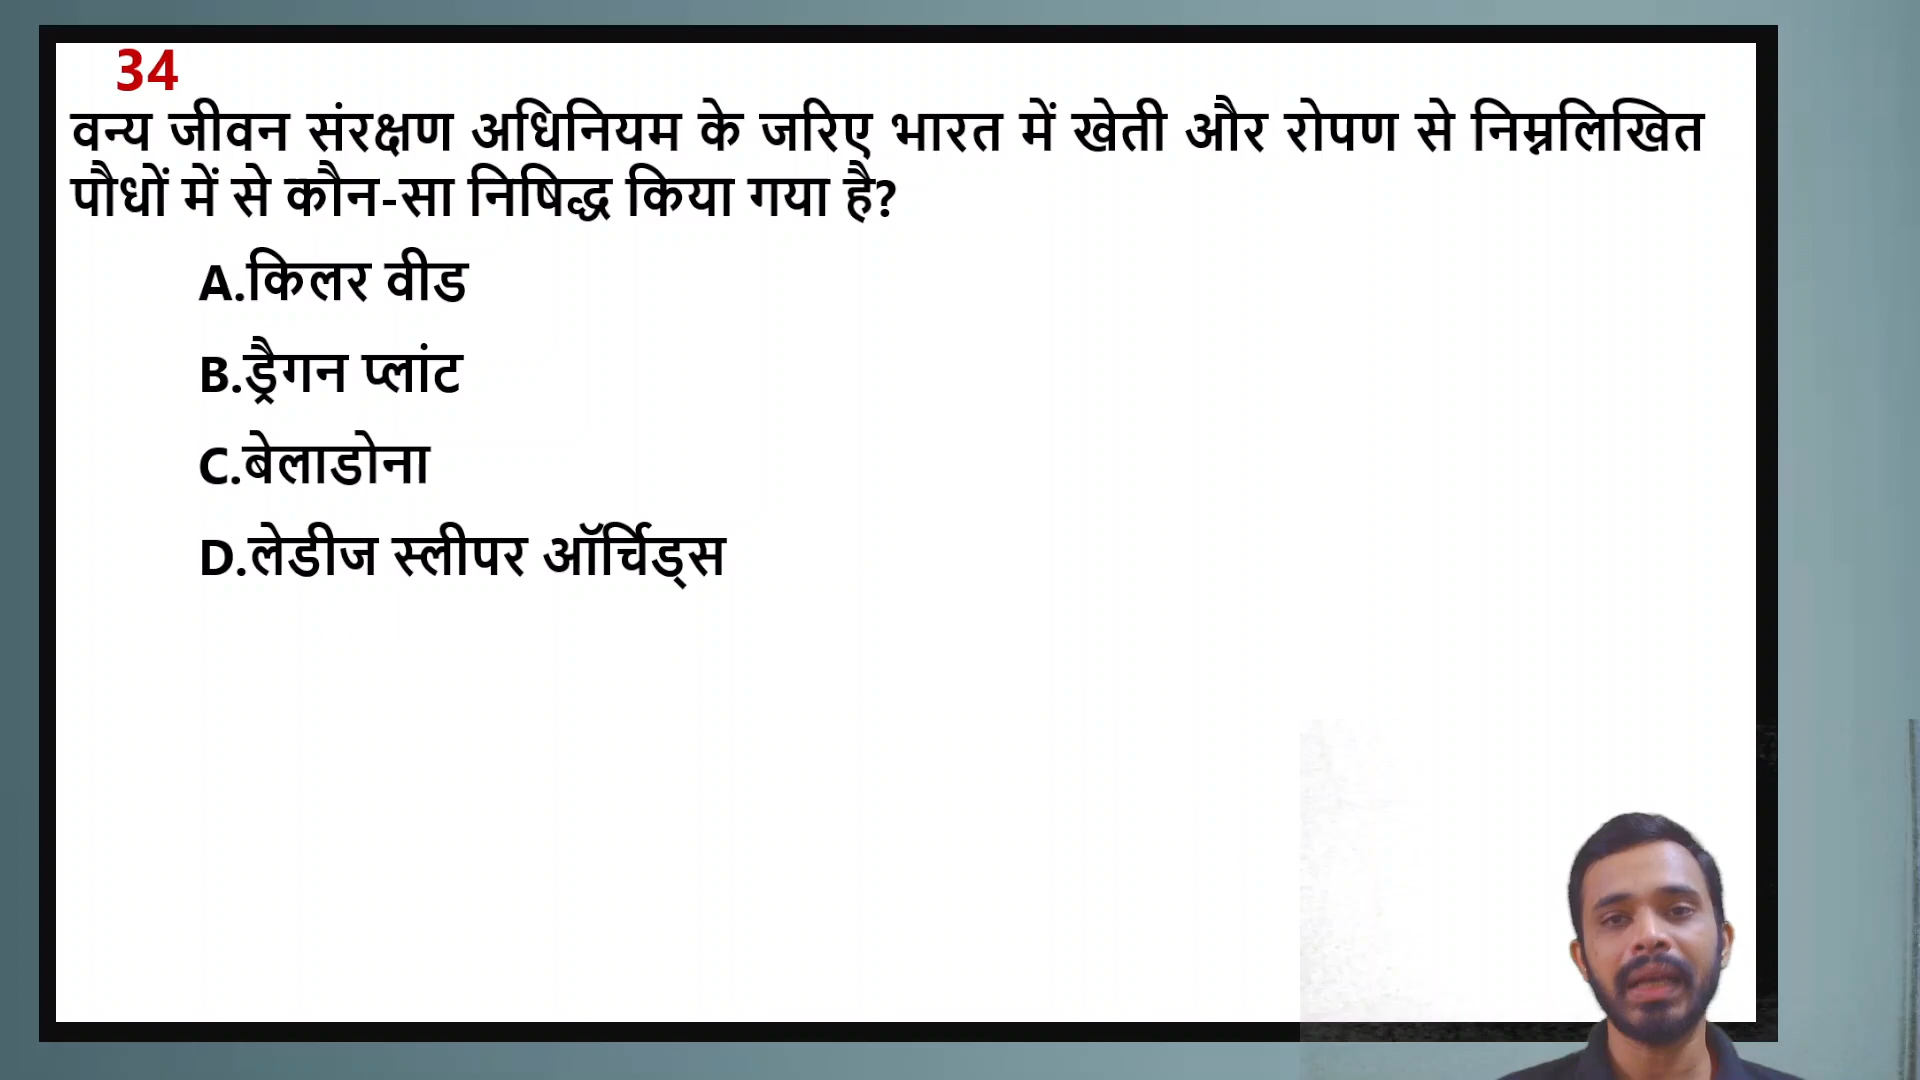 34
वन्य जीवन संरक्षण अधिनियम के जरिए भारत में खेती और रोपण से निम्नलिखित
पौधों में से कौन-सा निषिद्ध किया गया है?
A.किलर वीड
B.ड्रैगन प्लांट
C.बेलाडोना
D.लेडीज स्लीपर ऑर्चिड्स